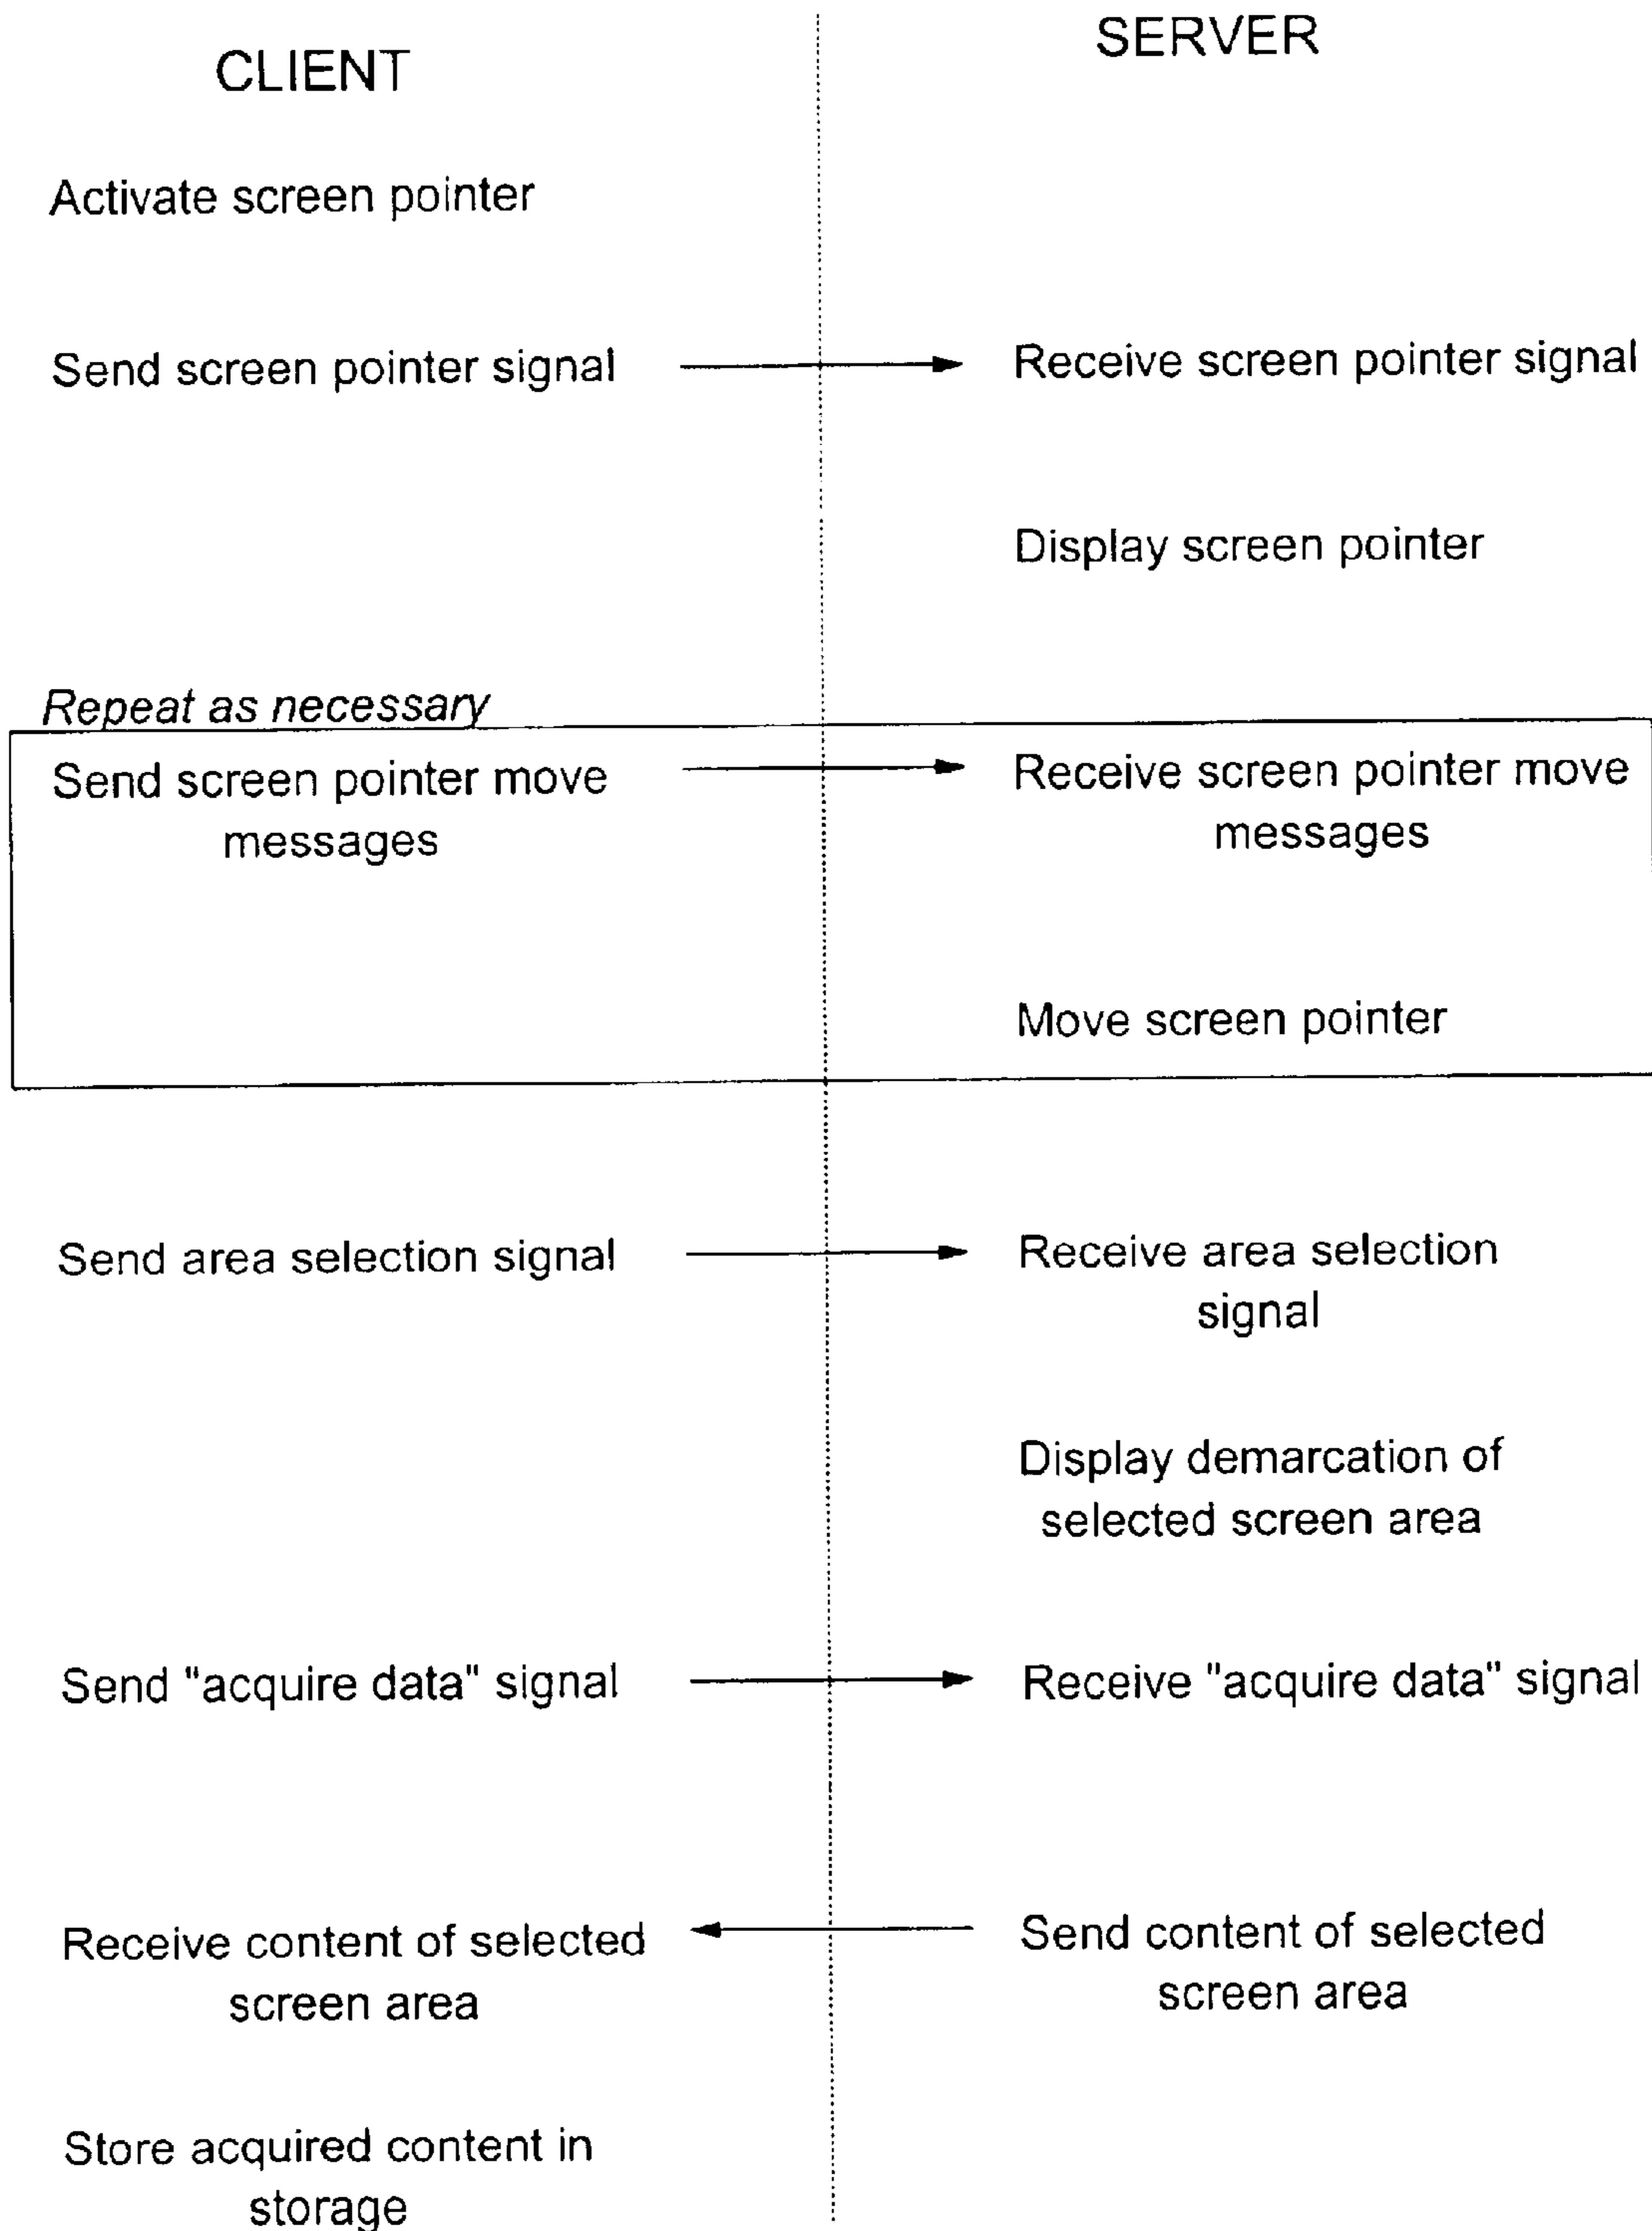 CLIENT
SERVER
Activate screen pointer
Send screen pointer signal
Receive screen pointer signal
Display screen pointer
Repeat as necessary
Send screen pointer move
messages
Receive screen pointer move
messages
Move screen pointer
Send area selection signal
Receive area selection
signal
Display demarcation of
selected screen area
Send "acquire data" signal
Receive "acquire data" signal
Receive content of selected
screen area
Send content of selected
screen area
Store acquired content in
storage